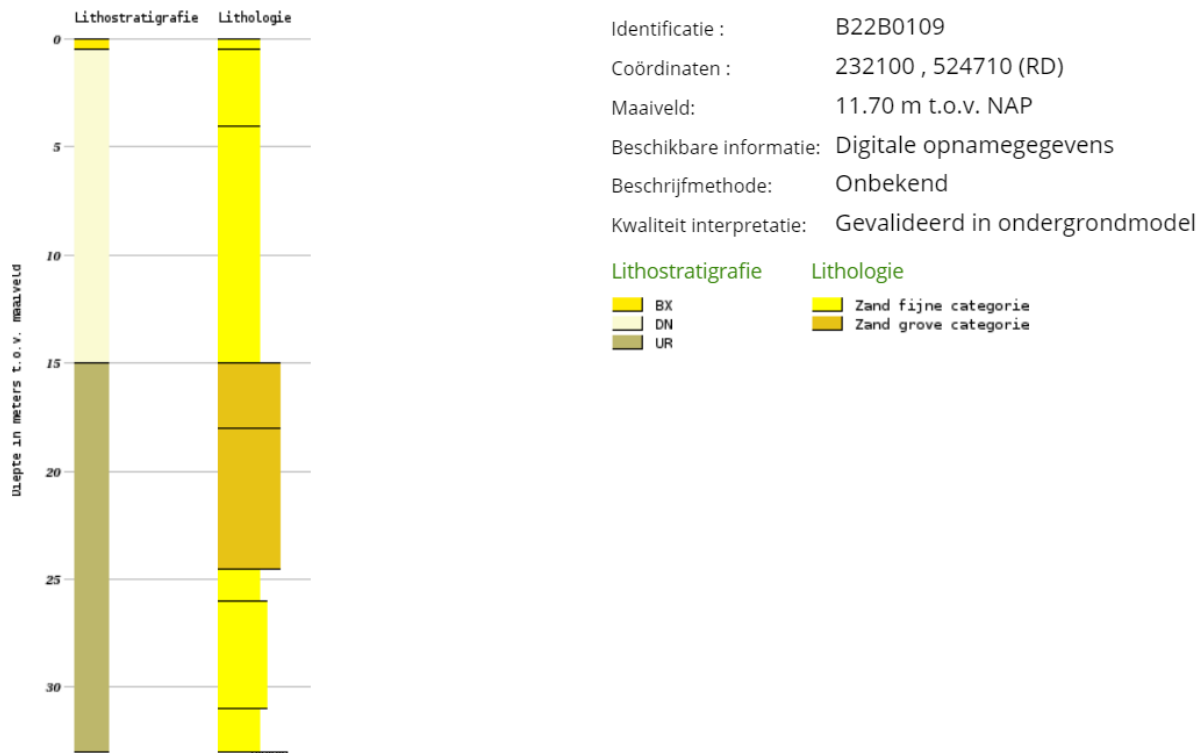 Lithostratigrafie Lithologie
0
5
10
15
20
25
30
Diepte in meters t.o.v. maaiveld
Identificatie : B22B0109
Coördinaten : 232100 , 524710 (RD)
Maaiveld: 11.70 m t.o.v. NAP
Beschikbare informatie: Digitale opnamegegevens
Beschrijfmethode: Onbekend
Kwaliteit interpretatie: Gevalideerd in ondergrondmodel
Lithostratigrafie Lithologie
BX Zand fijne categorie
DN Zand grove categorie
UR